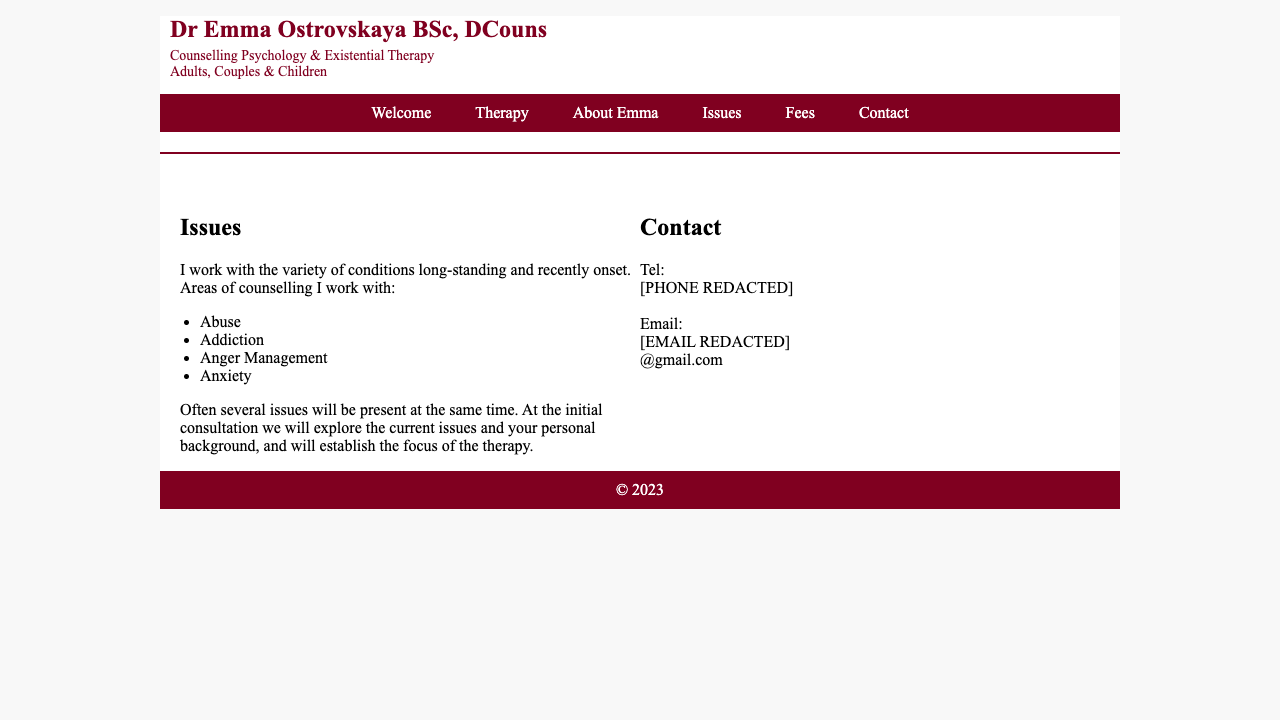 Dr Emma Ostrovskaya BSc, DCouns
Counselling Psychology & Existential Therapy
Adults, Couples & Children
Welcome Therapy About Emma Issues Fees Contact
Issues
I work with the variety of conditions long-standing and recently onset.
Areas of counselling I work with:
• Abuse
• Addiction
• Anger Management
• Anxiety
Often several issues will be present at the same time. At the initial
consultation we will explore the current issues and your personal
background, and will establish the focus of the therapy.
Contact
Tel:
[PHONE REDACTED]
Email:
[EMAIL REDACTED]
@gmail.com
© 2023